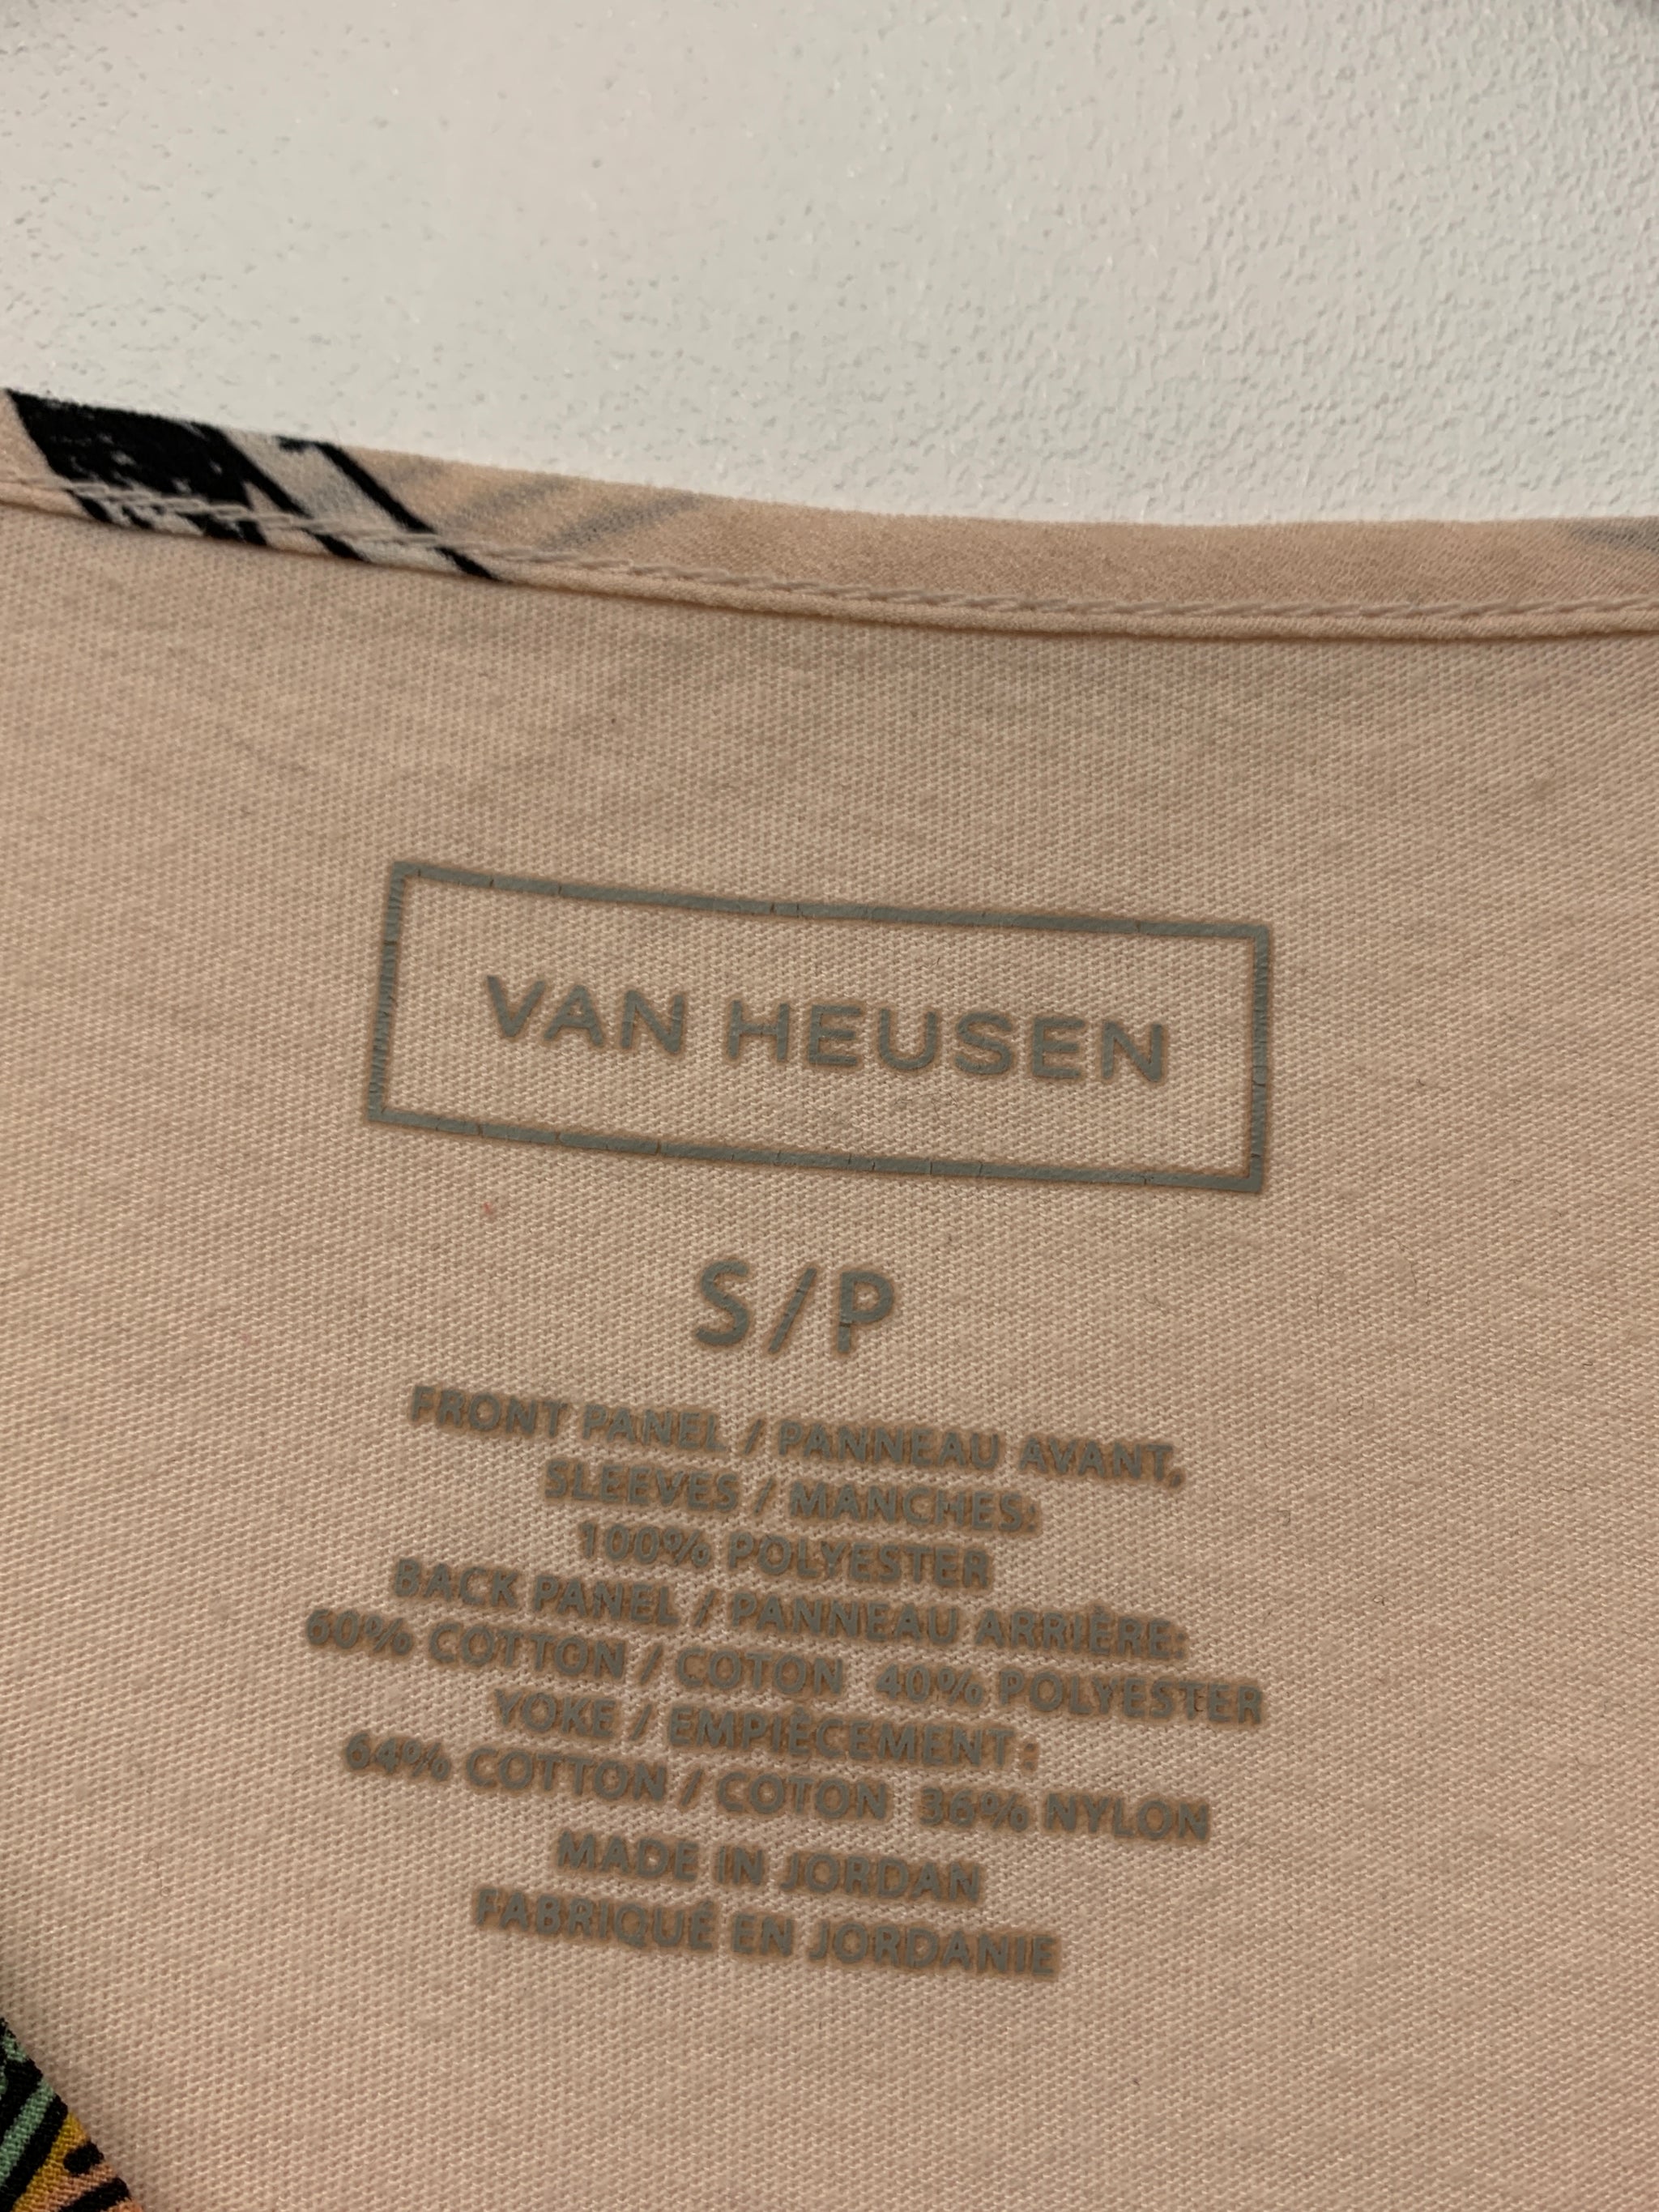 VAN HEUSEN
S/P
FRONT PANEL / PANNEAU AVANT,
SLEEVES / MANCHES:
100% POLYESTER
BACK PANEL / PANNEAU ARRIÈRE:
60% COTTON / COTON 40% POLYESTER
YOKE / EMPIÈCEMENT:
64% COTTON / COTON 36% NYLON
MADE IN JORDAN
FABRIQUÉ EN JORDANIE